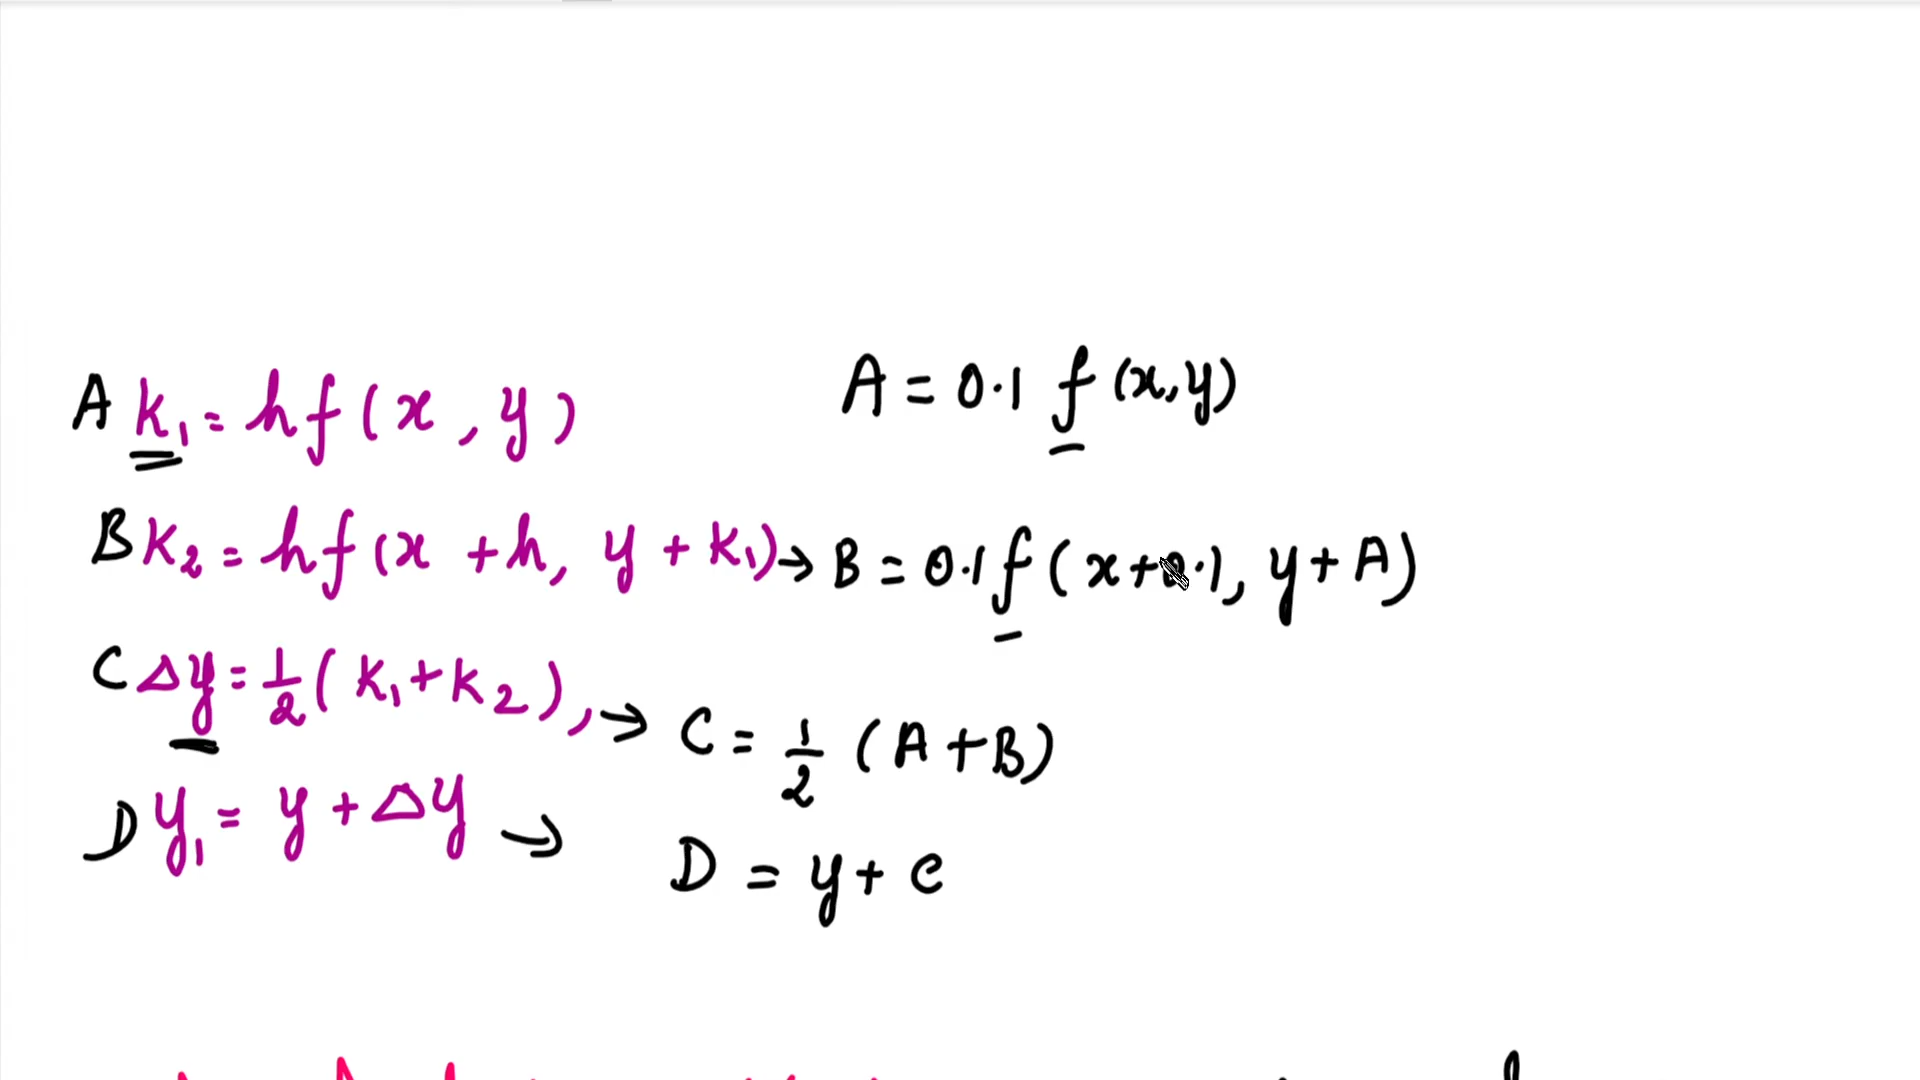 A k₁ = hf(x, y)
A = 0.1 f(x,y)
B k₂ = hf(x + h, y + k₁) → B = 0.1 f(x+0.1, y+A)
C Δy = 1/2 (k₁+k₂), → C = 1/2 (A+B)
D y₁ = y + Δy → D = y + C